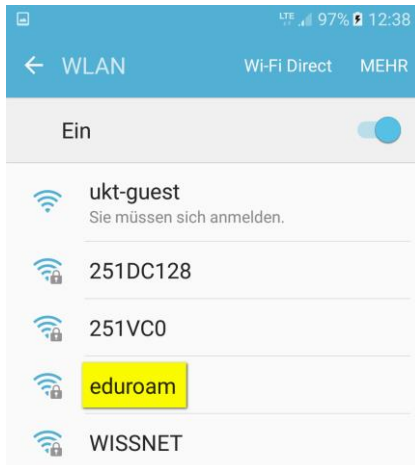 LTE 97% 12:38
WLAN Wi-Fi Direct MEHR
Ein
ukt-guest
Sie müssen sich anmelden.
251DC128
251VC0
eduroam
WISSNET